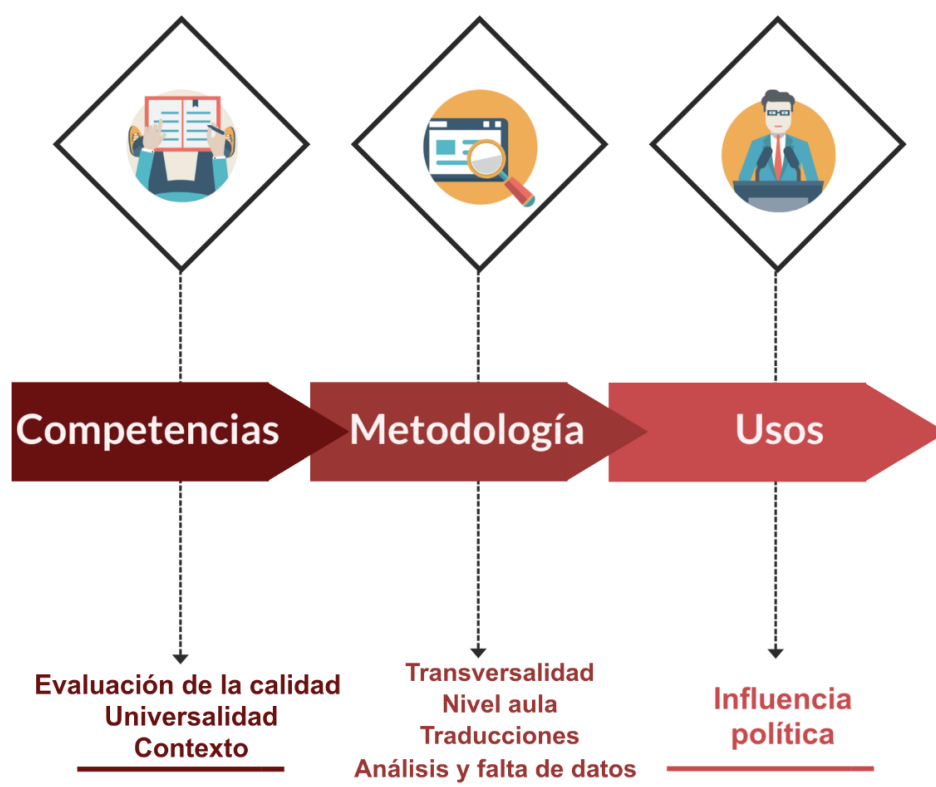 Competencias
Metodología
Usos
Evaluación de la calidad
Universalidad
Contexto
Transversalidad
Nivel aula
Traducciones
Análisis y falta de datos
Influencia
política